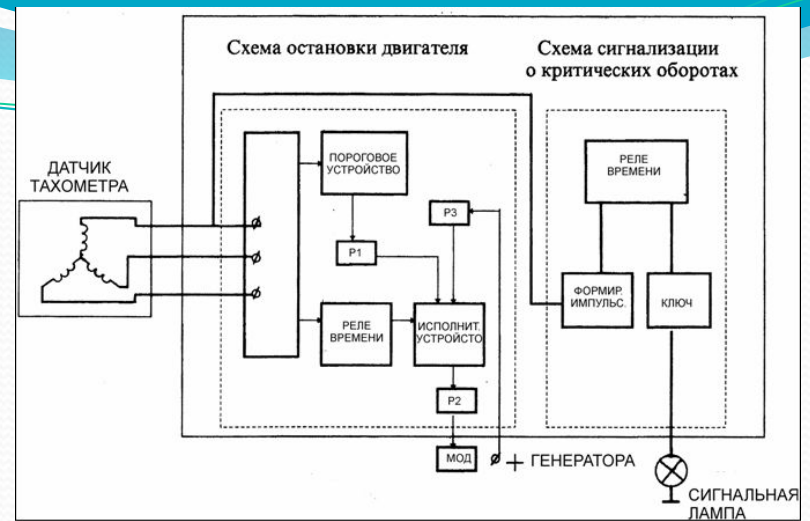 Схема остановки двигателя
Схема сигнализации
о критических оборотах
ДАТЧИК
ТАХОМЕТРА
ПОРОГОВОЕ
УСТРОЙСТВО
Р1
Р3
РЕЛЕ
ВРЕМЕНИ
ИСПОЛНИТ.
УСТРОЙСТО
Р2
МОД
+ ГЕНЕРАТОРА
РЕЛЕ
ВРЕМЕНИ
ФОРМИР.
ИМПУЛЬС.
КЛЮЧ
СИГНАЛЬНАЯ
ЛАМПА